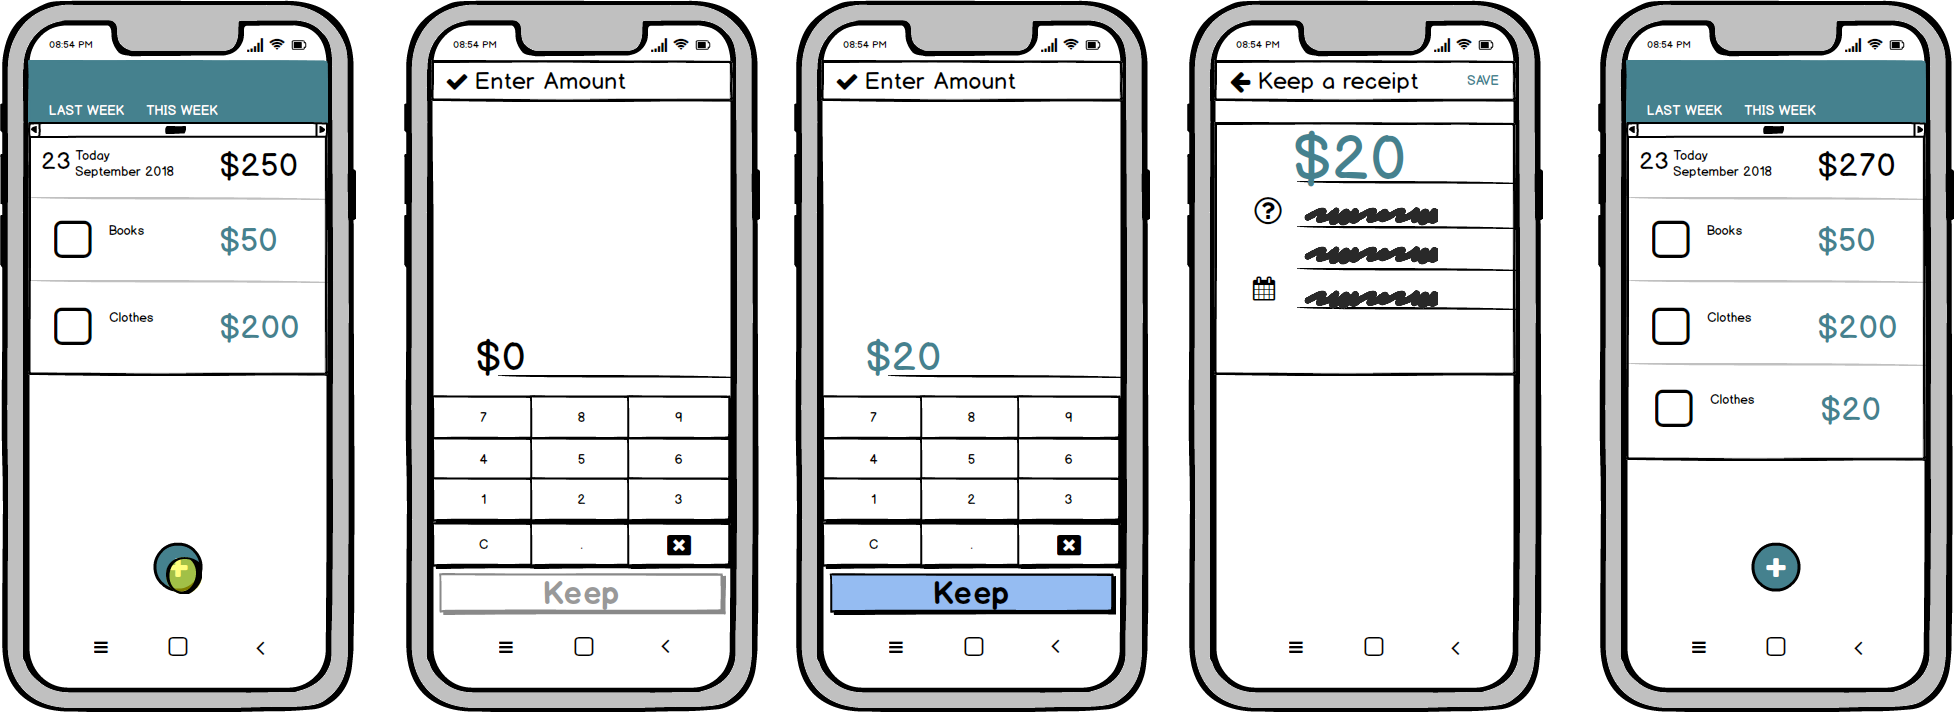 08:54 PM
LAST WEEK THIS WEEK
23 Today
September 2018 $250
Books $50
Clothes $200
+
08:54 PM
Enter Amount
$0
7 8 9
4 5 6
1 2 3
C .
Keep
08:54 PM
Enter Amount
$20
7 8 9
4 5 6
1 2 3
C .
Keep
08:54 PM
Keep a receipt SAVE
$20
?
08:54 PM
LAST WEEK THIS WEEK
23 Today
September 2018 $270
Books $50
Clothes $200
Clothes $20
+